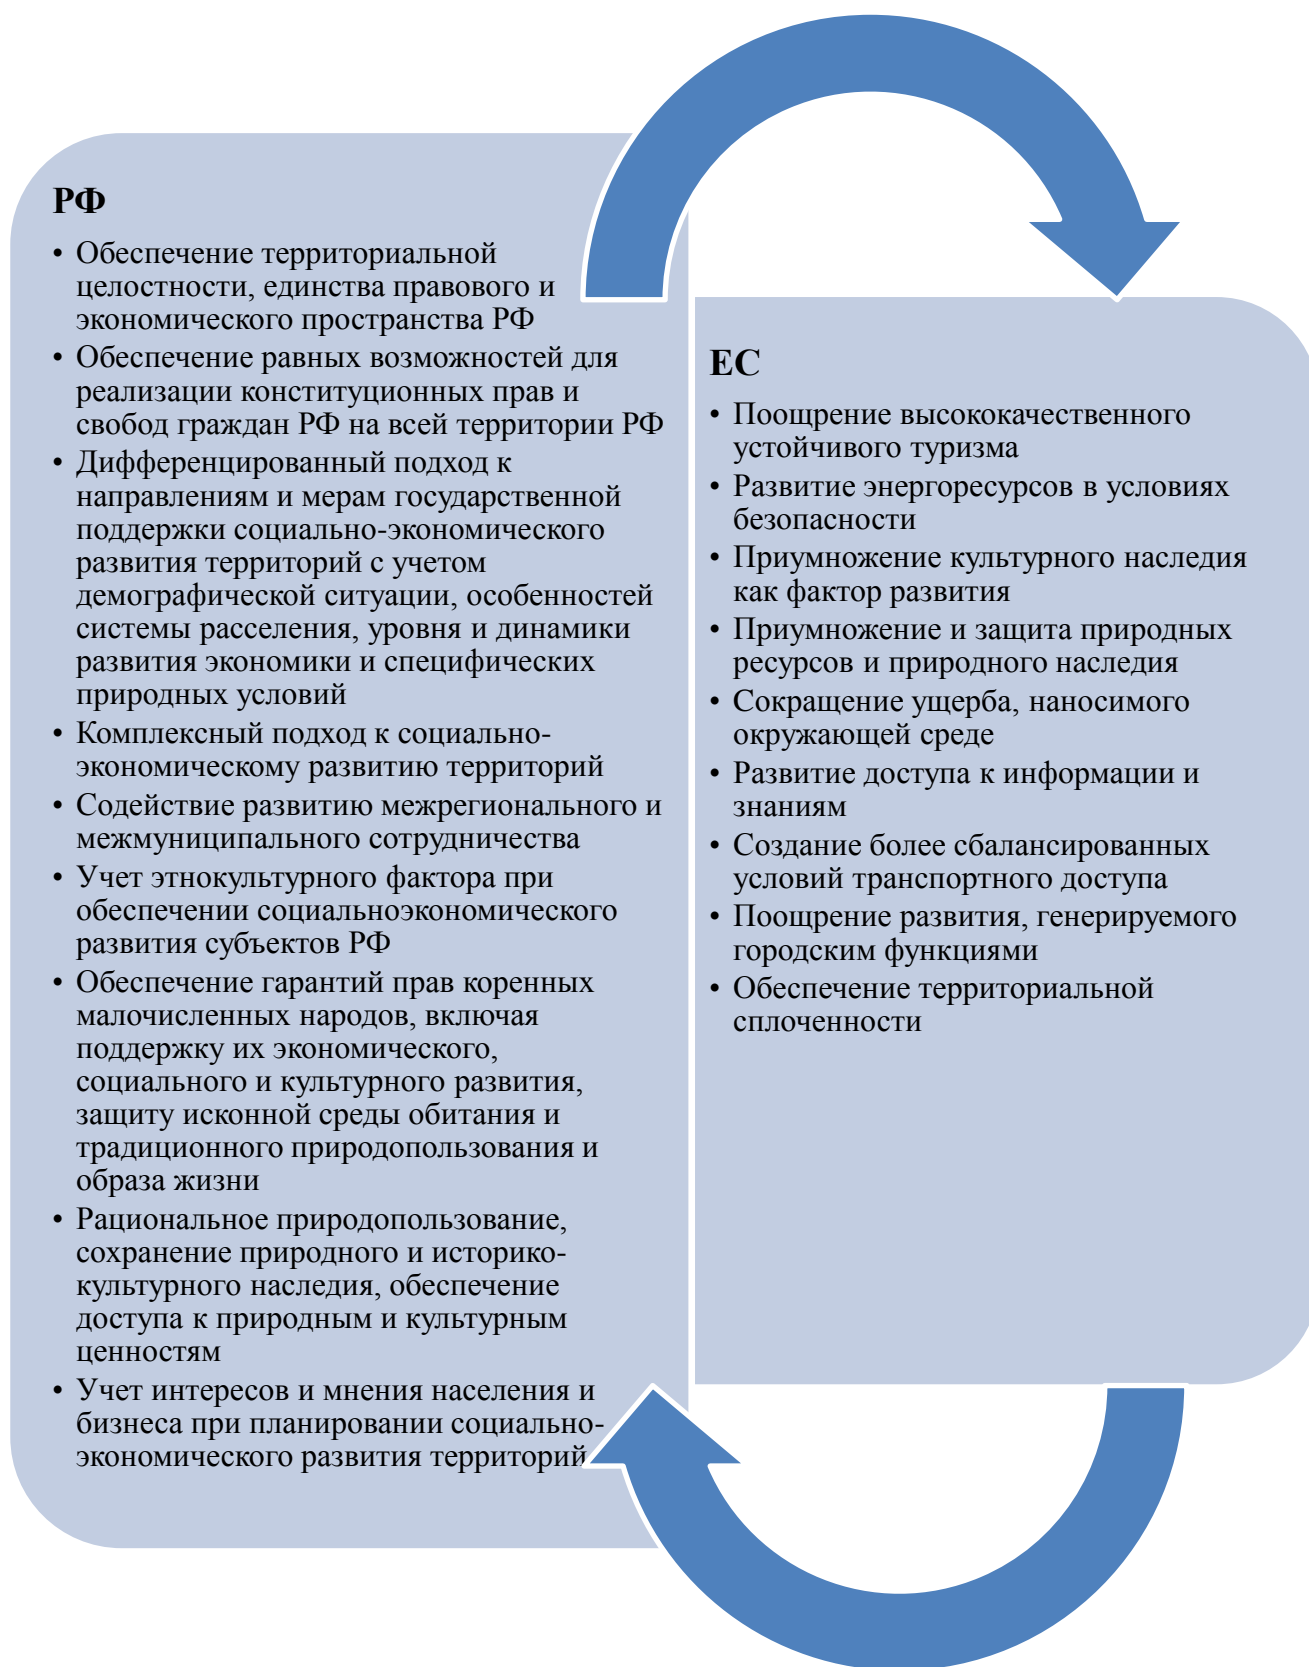 РФ
• Обеспечение территориальной
целостности, единства правового и
экономического пространства РФ
• Обеспечение равных возможностей для
реализации конституционных прав и
свобод граждан РФ на всей территории РФ
• Дифференцированный подход к
направлениям и мерам государственной
поддержки социально-экономического
развития территорий с учетом
демографической ситуации, особенностей
системы расселения, уровня и динамики
развития экономики и специфических
природных условий
• Комплексный подход к социально-
экономическому развитию территорий
• Содействие развитию межрегионального и
межмуниципального сотрудничества
• Учет этнокультурного фактора при
обеспечении социальноэкономического
развития субъектов РФ
• Обеспечение гарантий прав коренных
малочисленных народов, включая
поддержку их экономического,
социального и культурного развития,
защиту исконной среды обитания и
традиционного природопользования и
образа жизни
• Рациональное природопользование,
сохранение природного и историко-
культурного наследия, обеспечение
доступа к природным и культурным
ценностям
• Учет интересов и мнения населения и
бизнеса при планировании социально-
экономического развития территорий
ЕС
• Поощрение высококачественного
устойчивого туризма
• Развитие энергоресурсов в условиях
безопасности
• Приумножение культурного наследия
как фактор развития
• Приумножение и защита природных
ресурсов и природного наследия
• Сокращение ущерба, наносимого
окружающей среде
• Развитие доступа к информации и
знаниям
• Создание более сбалансированных
условий транспортного доступа
• Поощрение развития, генерируемого
городским функциями
• Обеспечение территориальной
сплоченности